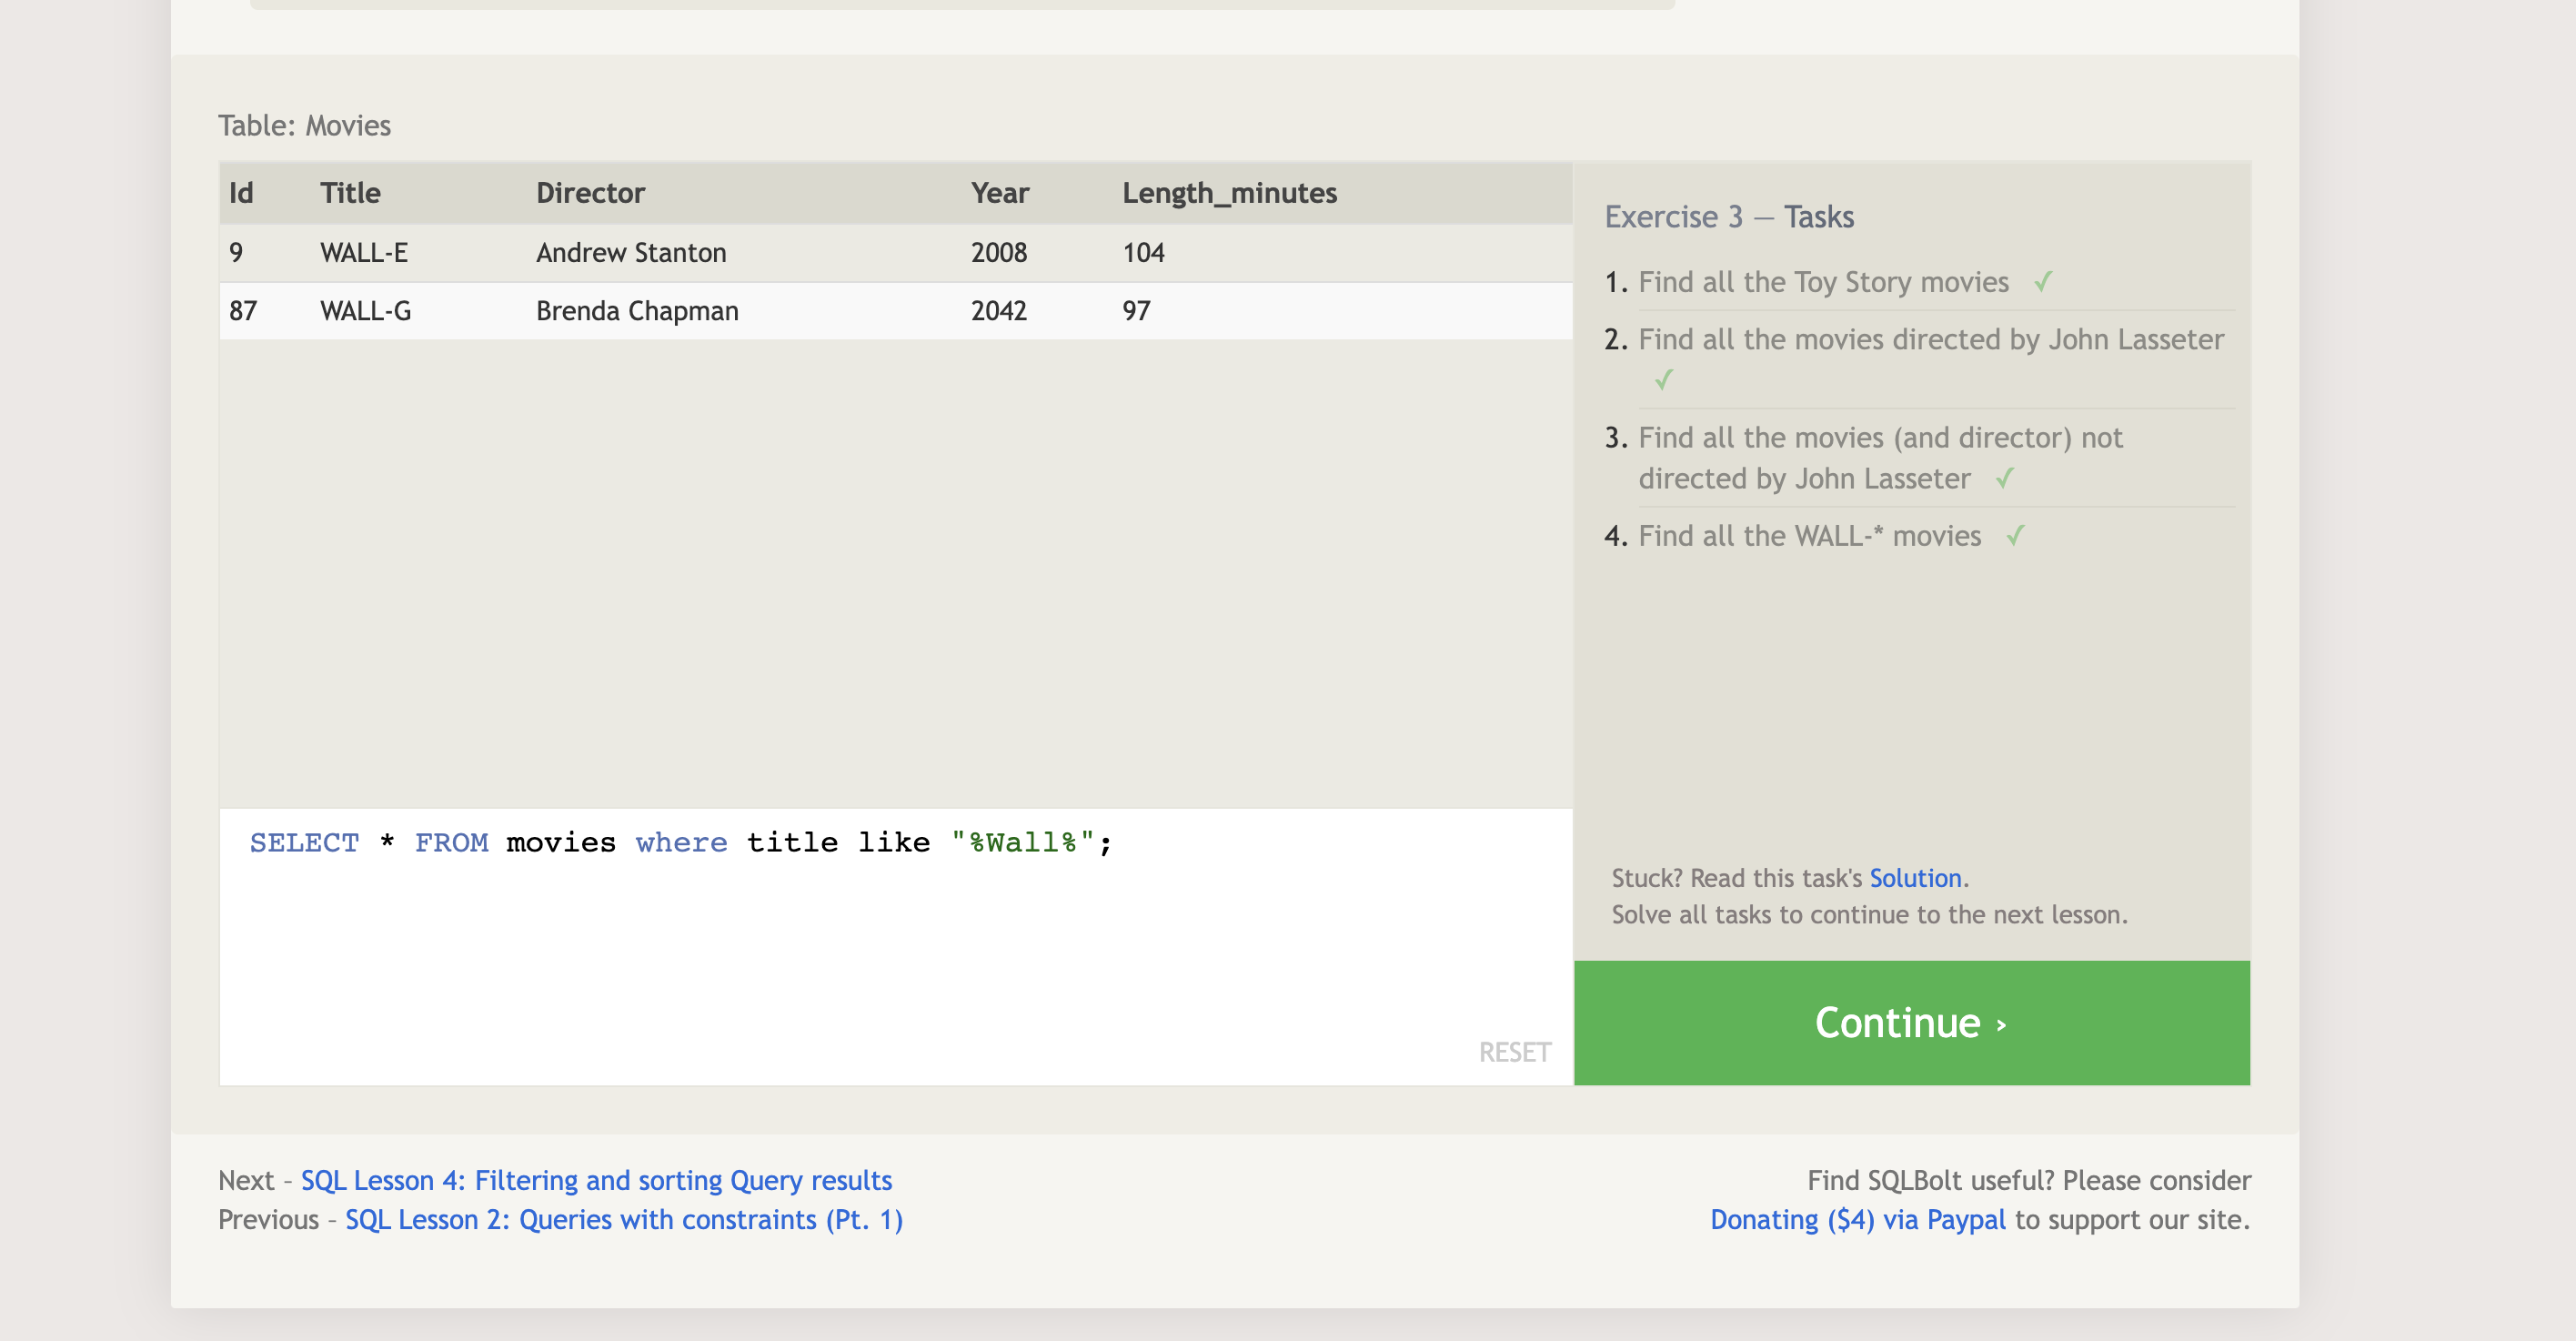 Table: Movies
Id Title Director Year Length_minutes
9 WALL-E Andrew Stanton 2008 104
87 WALL-G Brenda Chapman 2042 97
SELECT * FROM movies where title like "%Wall%";
RESET
Exercise 3 — Tasks
1. Find all the Toy Story movies ✓
2. Find all the movies directed by John Lasseter
✓
3. Find all the movies (and director) not
directed by John Lasseter ✓
4. Find all the WALL-* movies ✓
Stuck? Read this task's Solution.
Solve all tasks to continue to the next lesson.
Continue ›
Next – SQL Lesson 4: Filtering and sorting Query results
Previous – SQL Lesson 2: Queries with constraints (Pt. 1)
Find SQLBolt useful? Please consider
Donating ($4) via Paypal to support our site.